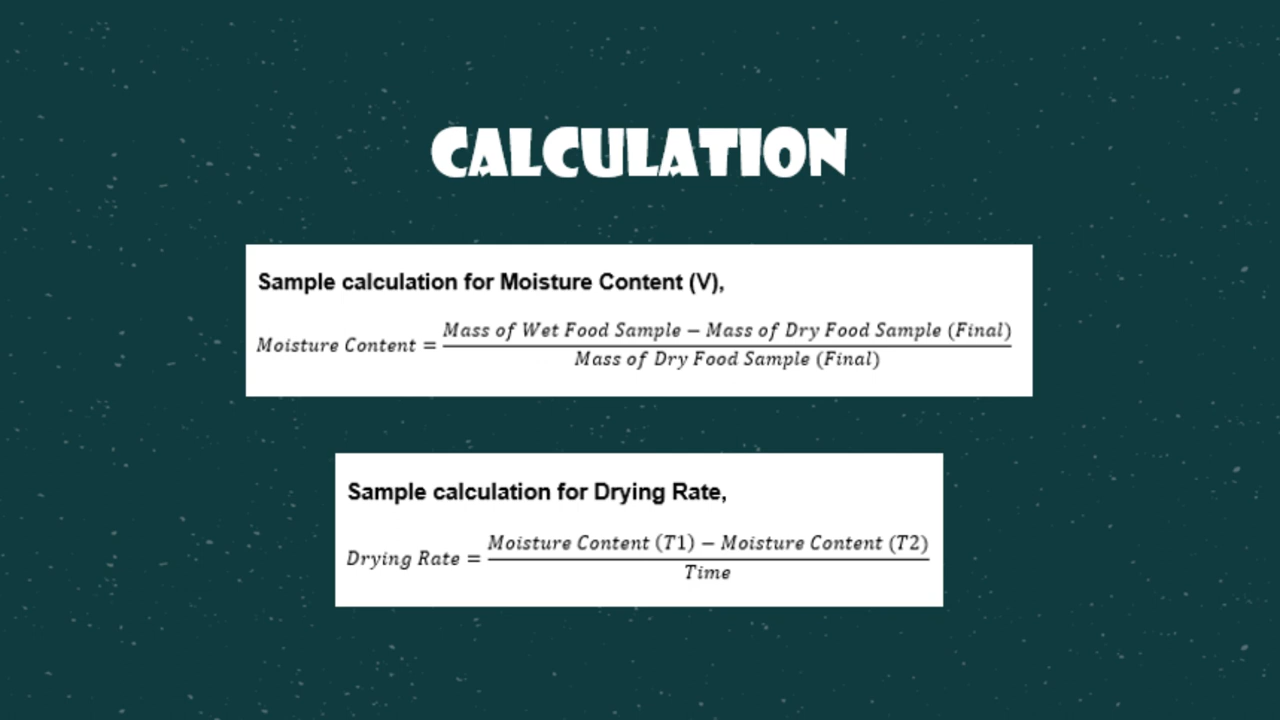 CALCULATION
Sample calculation for Moisture Content (V),
Moisture Content = Mass of Wet Food Sample − Mass of Dry Food Sample (Final)
Mass of Dry Food Sample (Final)
Sample calculation for Drying Rate,
Drying Rate = Moisture Content (T1) − Moisture Content (T2)
Time